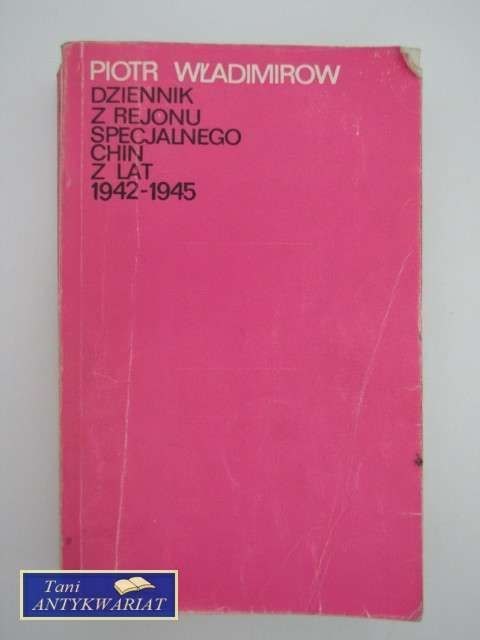 PIOTR WŁADIMIROW
DZIENNIK
Z REJONU
SPECJALNEGO
CHIN
Z LAT
1942-1945
Tani
ANTYKWARIAT